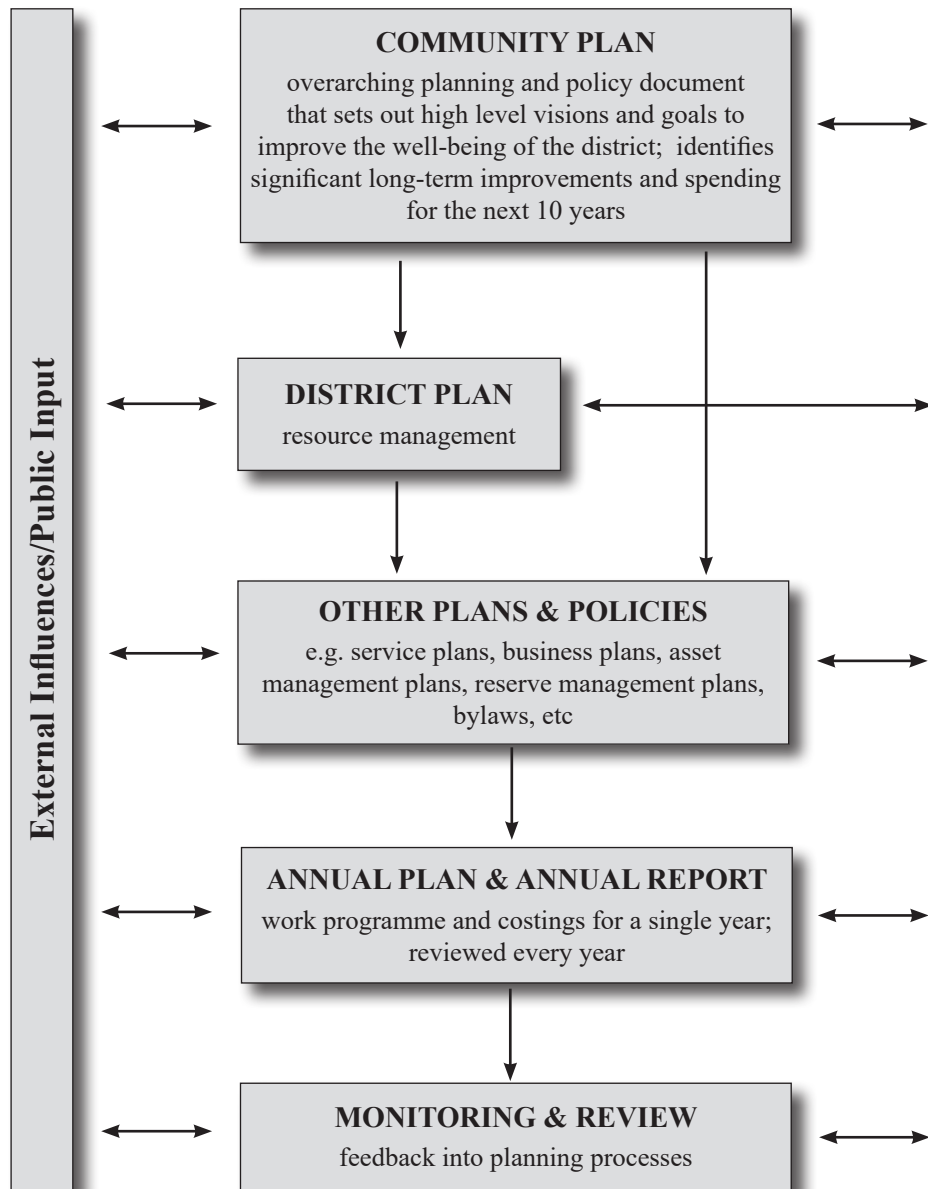 External Influences/Public Input
COMMUNITY PLAN
overarching planning and policy document
that sets out high level visions and goals to
improve the well-being of the district;  identifies
significant long-term improvements and spending
for the next 10 years
DISTRICT PLAN
resource management
OTHER PLANS & POLICIES
e.g. service plans, business plans, asset
management plans, reserve management plans,
bylaws, etc
ANNUAL PLAN & ANNUAL REPORT
work programme and costings for a single year;
reviewed every year
MONITORING & REVIEW
feedback into planning processes